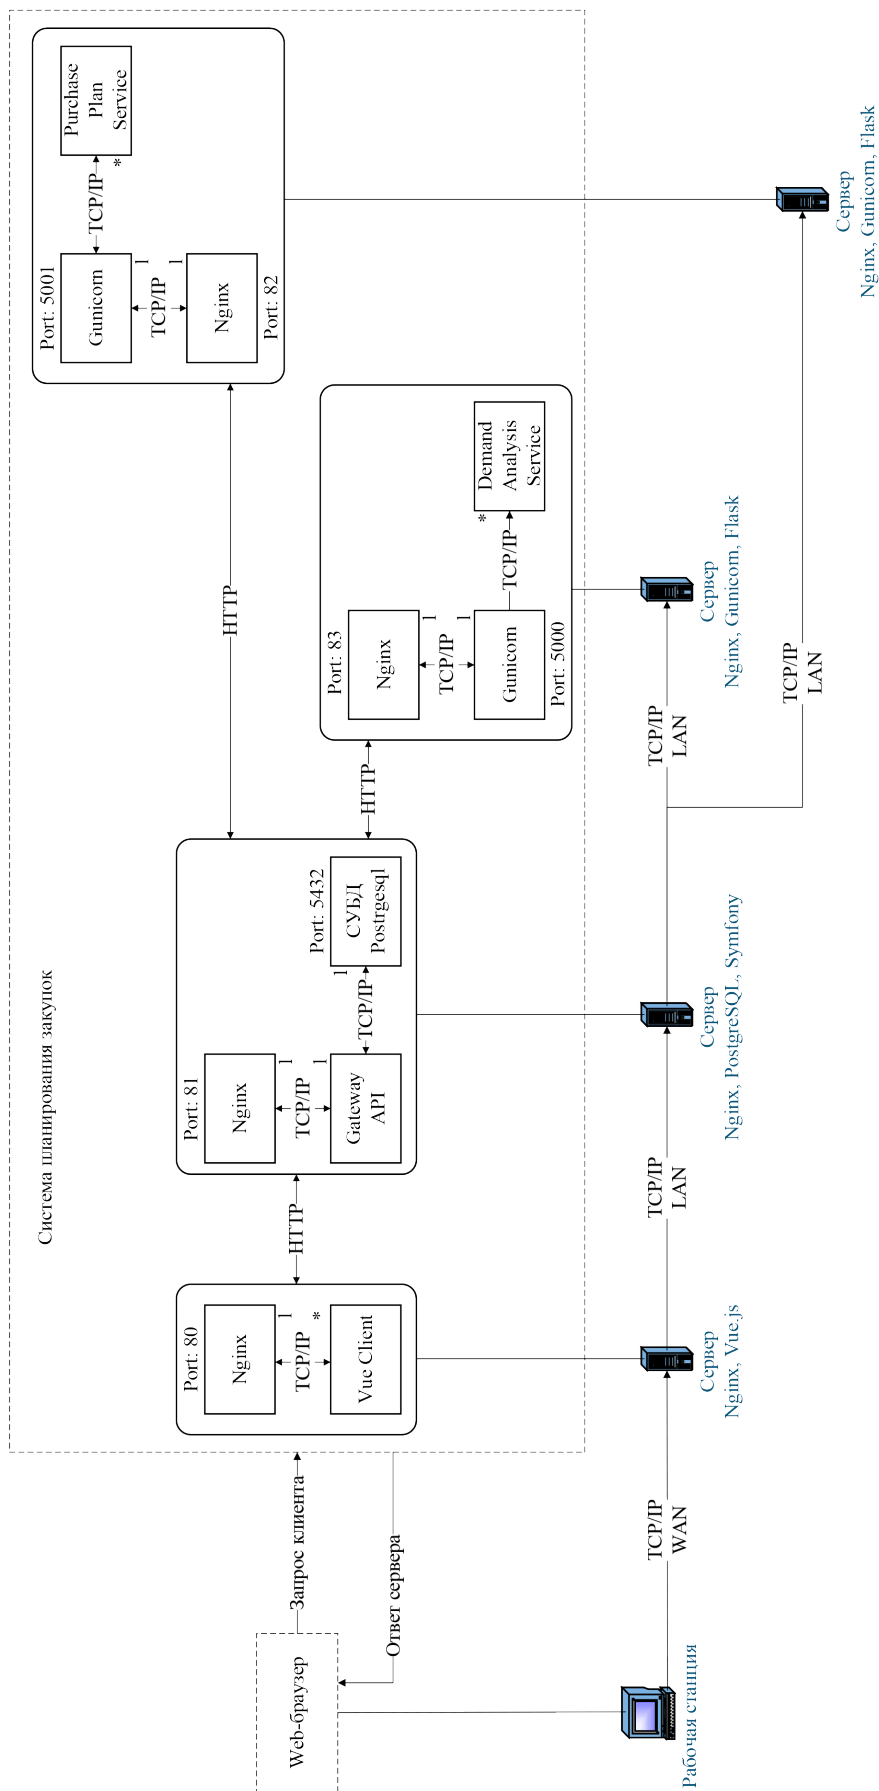 Система планирования закупок
Web-браузер
Запрос клиента
Ответ сервера
Port: 80
Nginx
1
TCP/IP
*
Vue Client
HTTP
Port: 81
Nginx
1
TCP/IP
1
Gateway
API
TCP/IP
1
Port: 5432
СУБД
Postrgesql
HTTP
HTTP
Port: 5001
Gunicorn
1
TCP/IP
1
Nginx
Port: 82
TCP/IP
*
Purchase
Plan
Service
Port: 83
Nginx
1
TCP/IP
1
Gunicorn
Port: 5000
TCP/IP
*
Demand
Analysis
Service
Рабочая станция
TCP/IP
WAN
Сервер
Nginx, Vue.js
TCP/IP
LAN
Сервер
Nginx, PostgreSQL, Symfony
TCP/IP
LAN
Сервер
Nginx, Gunicorn, Flask
TCP/IP
LAN
Сервер
Nginx, Gunicorn, Flask